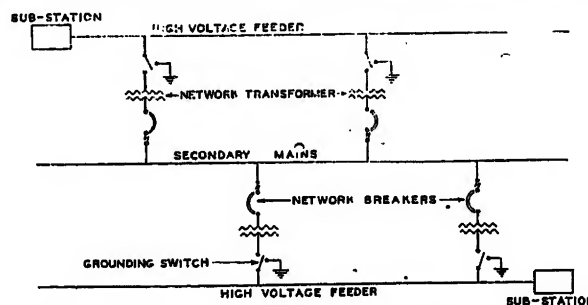 SUB-STATION
HIGH VOLTAGE FEEDER
NETWORK TRANSFORMER
SECONDARY MAINS
NETWORK BREAKERS
GROUNDING SWITCH
HIGH VOLTAGE FEEDER
SUB-STATION